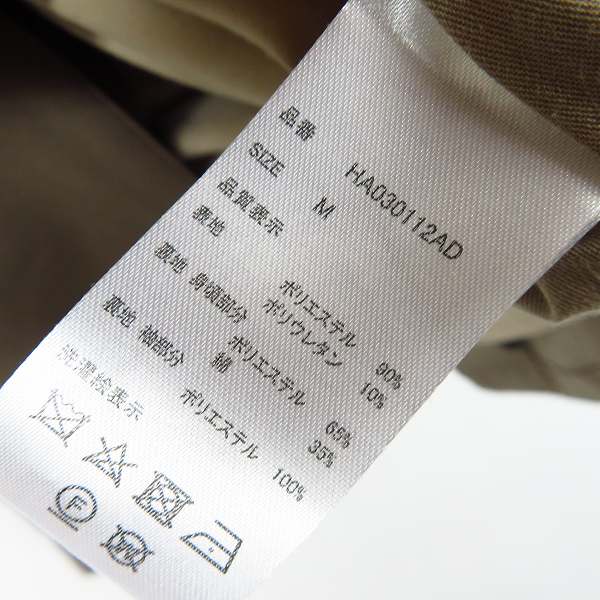 品番 HA030112AD
SIZE M
品質表示
表地 ポリエステル 90%
ポリウレタン 10%
裏地 身頃部分 ポリエステル 65%
綿 35%
裏地 袖部分 ポリエステル 100%
洗濯絵表示
F
W